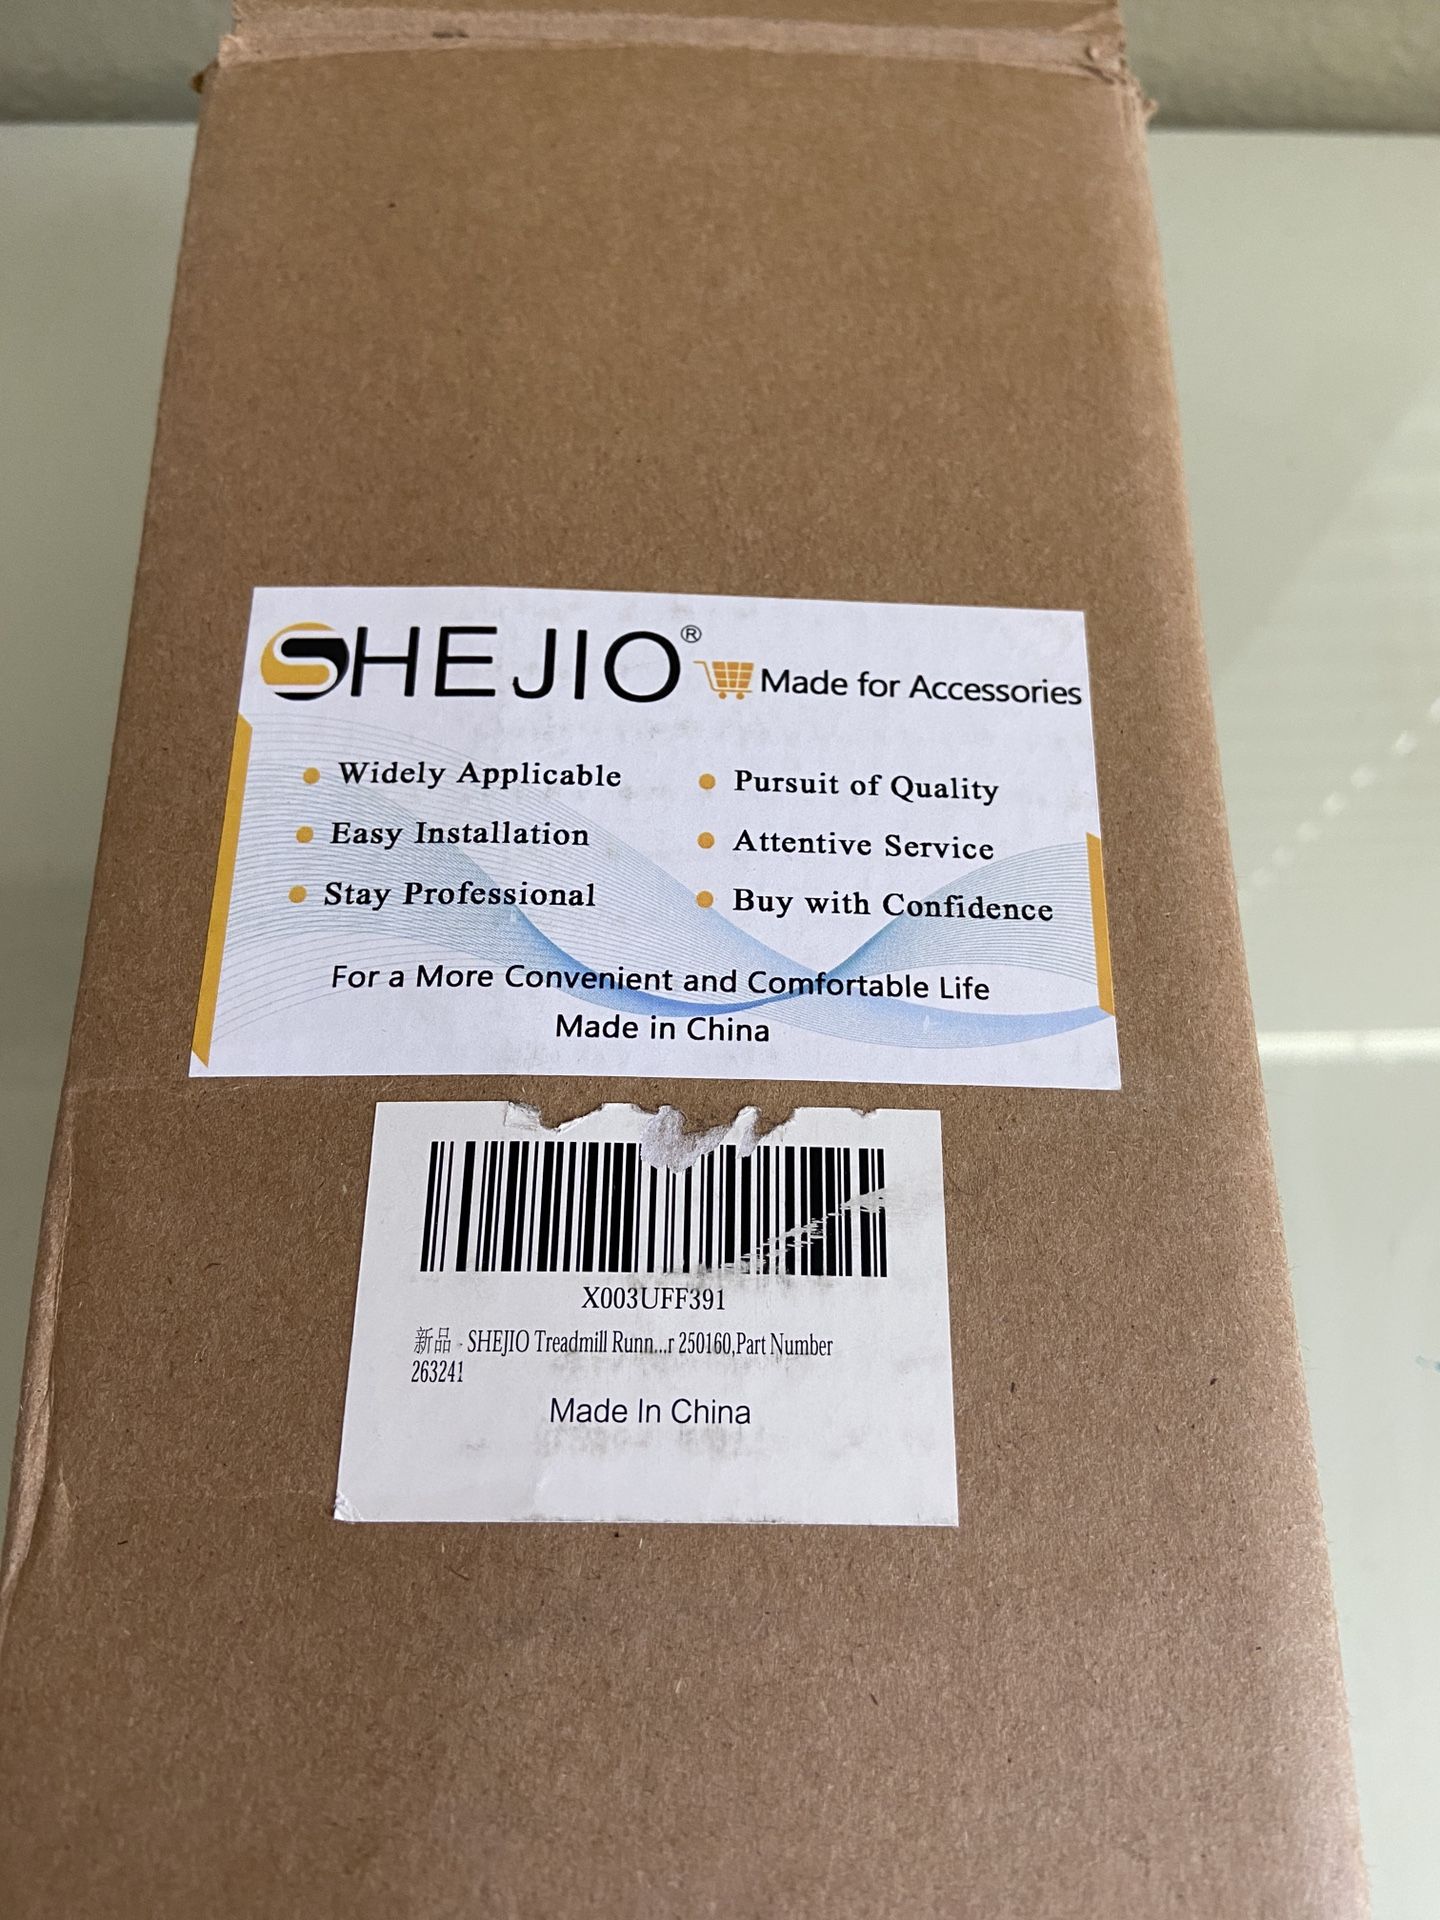 SHEJIO® Made for Accessories
Widely Applicable
Pursuit of Quality
Easy Installation
Attentive Service
Stay Professional
Buy with Confidence
For a More Convenient and Comfortable Life
Made in China
X003UFF391
新品 - SHEJIO Treadmill Runn...r 250160,Part Number
263241
Made In China